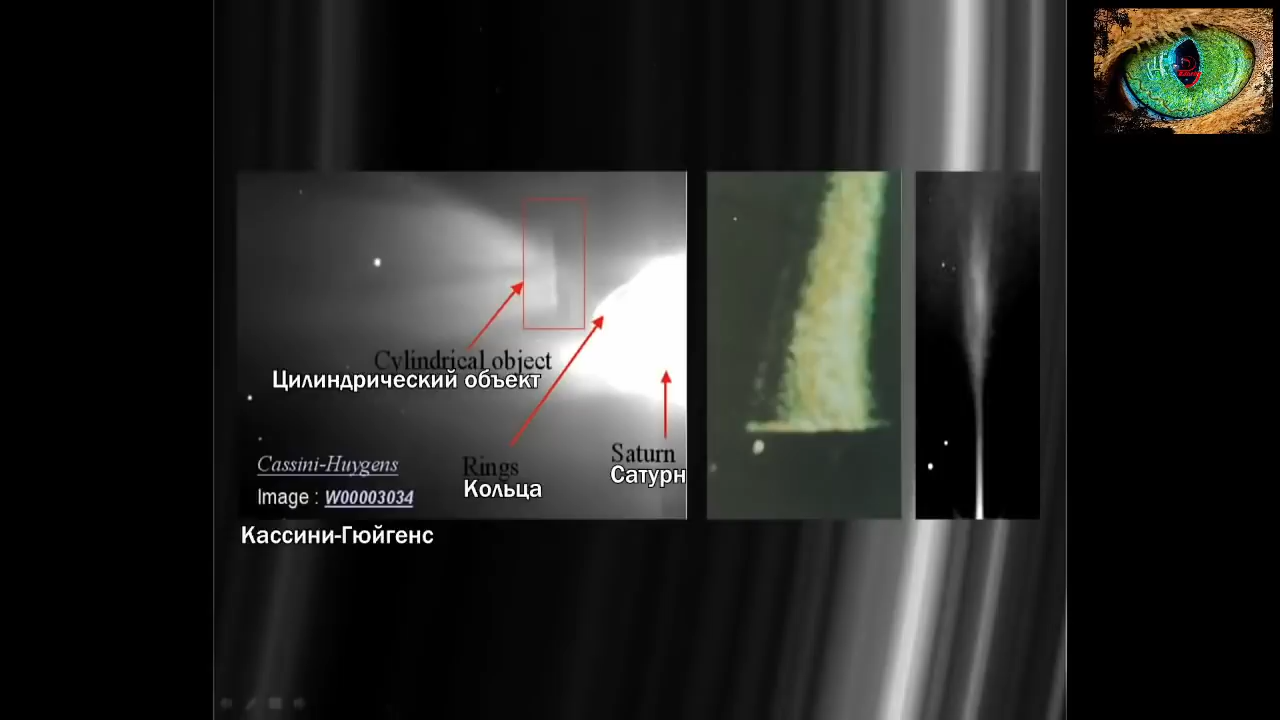 Cylindrical object
Цилиндрический объект
Cassini-Huygens
Image : W00003034
Rings
Кольца
Saturn
Сатурн
Кассини-Гюйгенс